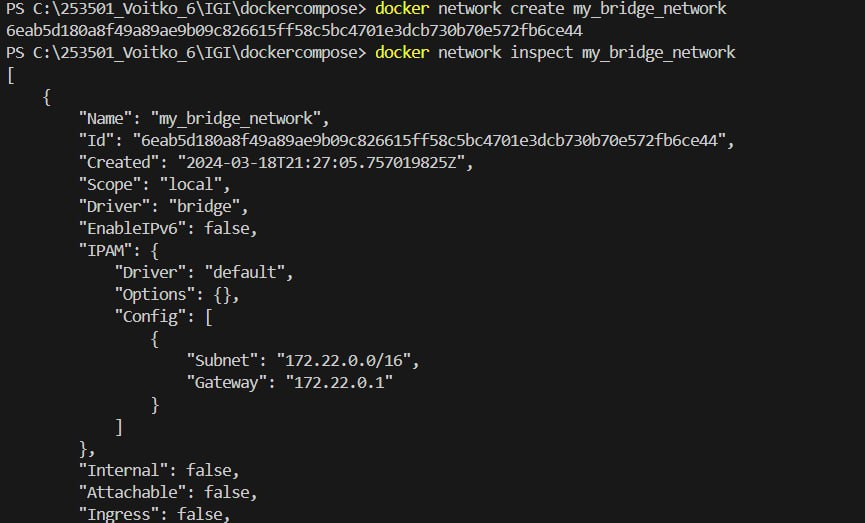 PS C:\253501_Voitko_6\IGI\dockercompose> docker network create my_bridge_network
6eab5d180a8f49a89ae9b09c826615ff58c5bc4701e3dcb730b70e572fb6ce44
PS C:\253501_Voitko_6\IGI\dockercompose> docker network inspect my_bridge_network
[
    {
        "Name": "my_bridge_network",
        "Id": "6eab5d180a8f49a89ae9b09c826615ff58c5bc4701e3dcb730b70e572fb6ce44",
        "Created": "2024-03-18T21:27:05.757019825Z",
        "Scope": "local",
        "Driver": "bridge",
        "EnableIPv6": false,
        "IPAM": {
            "Driver": "default",
            "Options": {},
            "Config": [
                {
                    "Subnet": "172.22.0.0/16",
                    "Gateway": "172.22.0.1"
                }
            ]
        },
        "Internal": false,
        "Attachable": false,
        "Ingress": false,